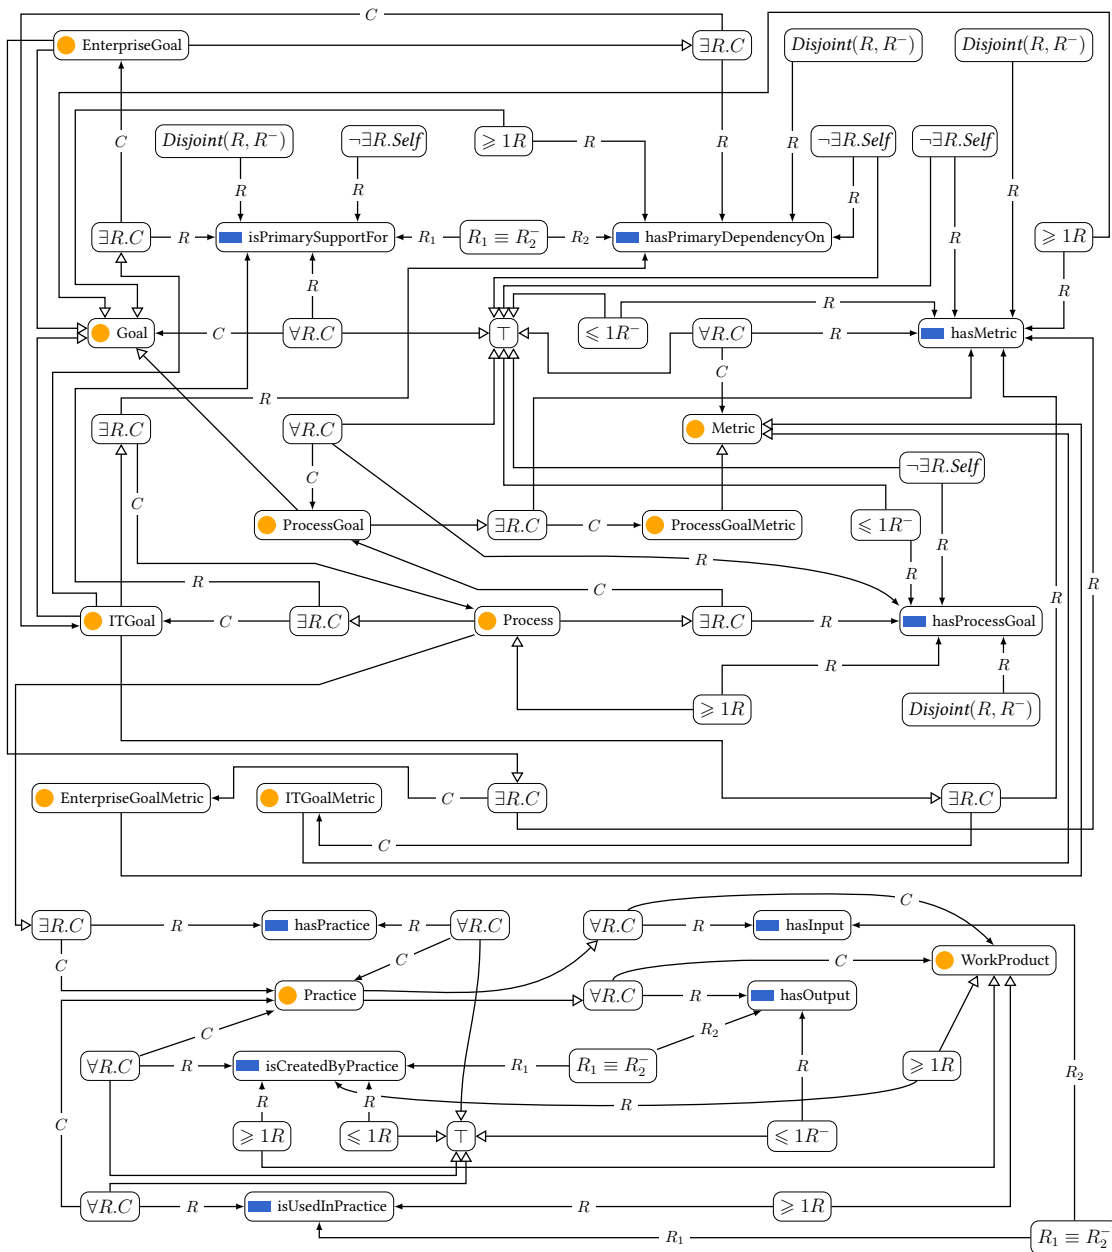 C
EnterpriseGoal
∃R.C
Disjoint(R, R⁻)
Disjoint(R, R⁻)
C
Disjoint(R, R⁻)
¬∃R.Self
⩾ 1R
R
R
R
¬∃R.Self
¬∃R.Self
R
R
R
R
R
R
∃R.C
R
isPrimarySupportFor
R₁
R₁ ≡ R₂⁻
R₂
hasPrimaryDependencyOn
⩾ 1R
R
R
R
Goal
C
∀R.C
⊤
⩽ 1R⁻
∀R.C
R
hasMetric
C
R
∃R.C
∀R.C
Metric
¬∃R.Self
C
C
ProcessGoal
∃R.C
C
ProcessGoalMetric
⩽ 1R⁻
R
R
R
R
C
R
R
ITGoal
C
∃R.C
Process
∃R.C
R
hasProcessGoal
R
R
⩾ 1R
Disjoint(R, R⁻)
EnterpriseGoalMetric
ITGoalMetric
C
∃R.C
∃R.C
C
C
∃R.C
R
hasPractice
R
∀R.C
∀R.C
R
hasInput
C
C
C
WorkProduct
Practice
∀R.C
R
hasOutput
C
R₂
∀R.C
R
isCreatedByPractice
R₁
R₁ ≡ R₂⁻
R
⩾ 1R
R₂
R
R
R
C
⩾ 1R
⩽ 1R
⊤
⩽ 1R⁻
∀R.C
R
isUsedInPractice
R
⩾ 1R
R₁
R₁ ≡ R₂⁻